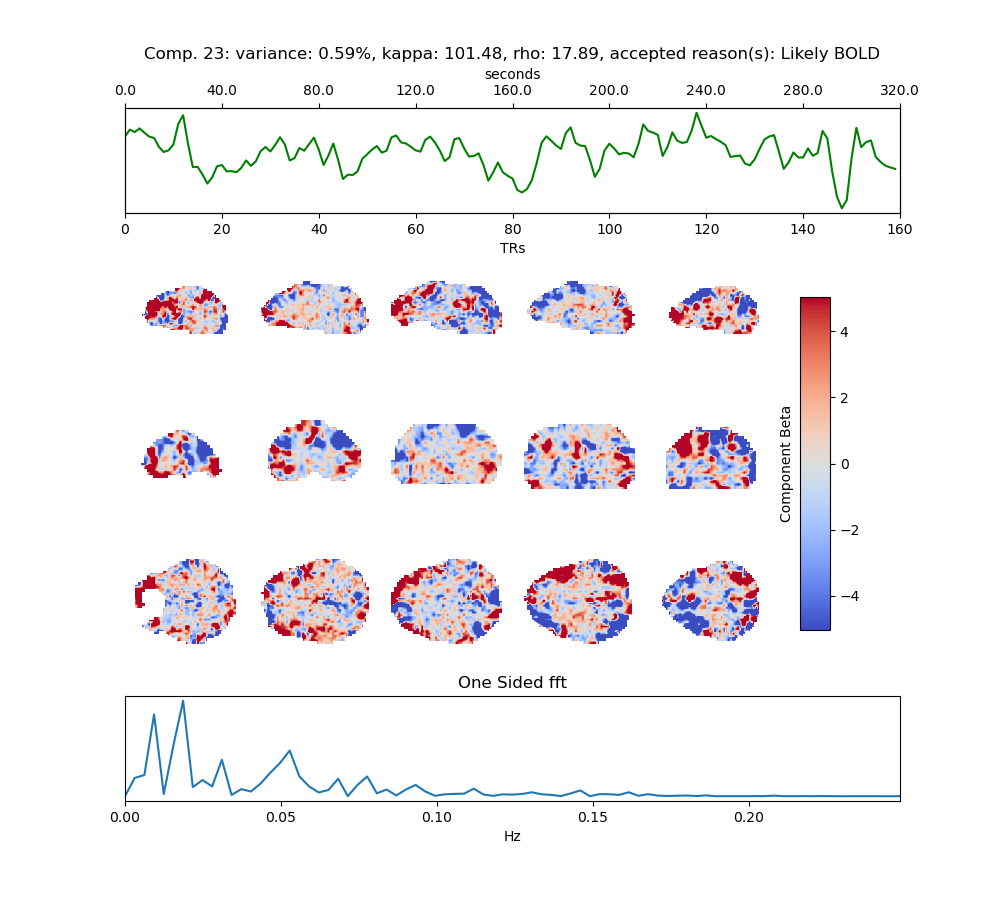 Comp. 23: variance: 0.59%, kappa: 101.48, rho: 17.89, accepted reason(s): Likely BOLD
seconds
0.0 40.0 80.0 120.0 160.0 200.0 240.0 280.0 320.0
0 20 40 60 80 100 120 140 160
TRs
4
2
0
−2
−4
Component Beta
One Sided fft
0.00 0.05 0.10 0.15 0.20
Hz